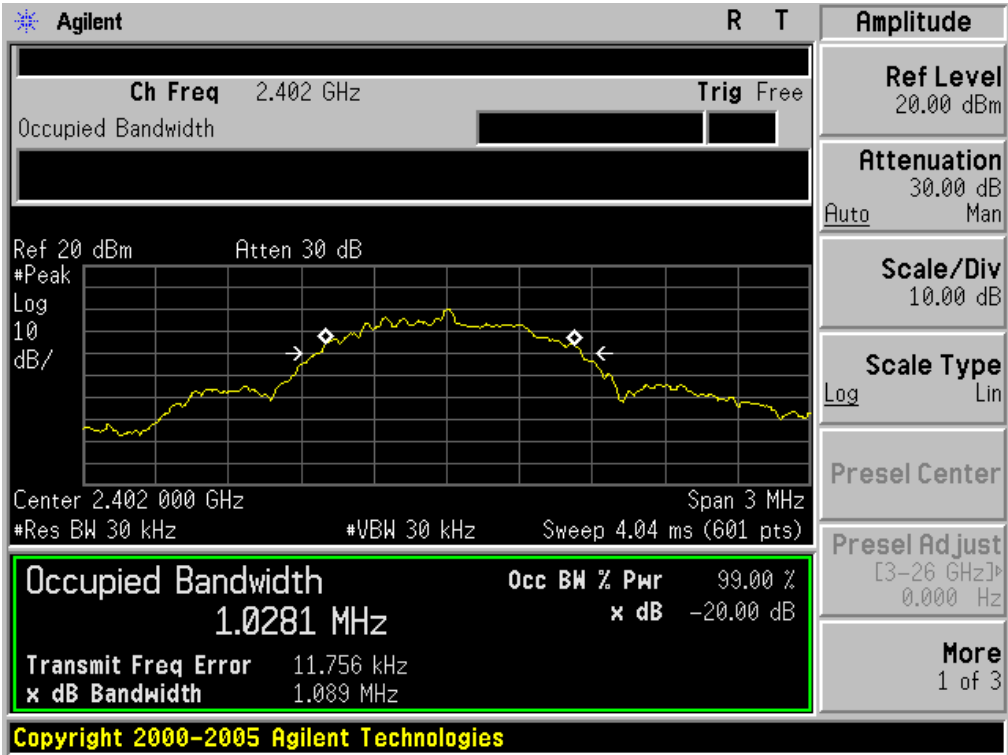 Agilent R T
Ch Freq 2.402 GHz Trig Free
Occupied Bandwidth
Ref 20 dBm Atten 30 dB
#Peak
Log
10
dB/
Center 2.402 000 GHz Span 3 MHz
#Res BW 30 kHz #VBW 30 kHz Sweep 4.04 ms (601 pts)
Occupied Bandwidth
1.0281 MHz
Occ BW % Pwr 99.00 %
x dB -20.00 dB
Transmit Freq Error 11.756 kHz
x dB Bandwidth 1.089 MHz
Copyright 2000-2005 Agilent Technologies
Amplitude
Ref Level
20.00 dBm
Attenuation
30.00 dB
Auto Man
Scale/Div
10.00 dB
Scale Type
Log Lin
Presel Center
Presel Adjust
[3-26 GHz]
0.000 Hz
More
1 of 3